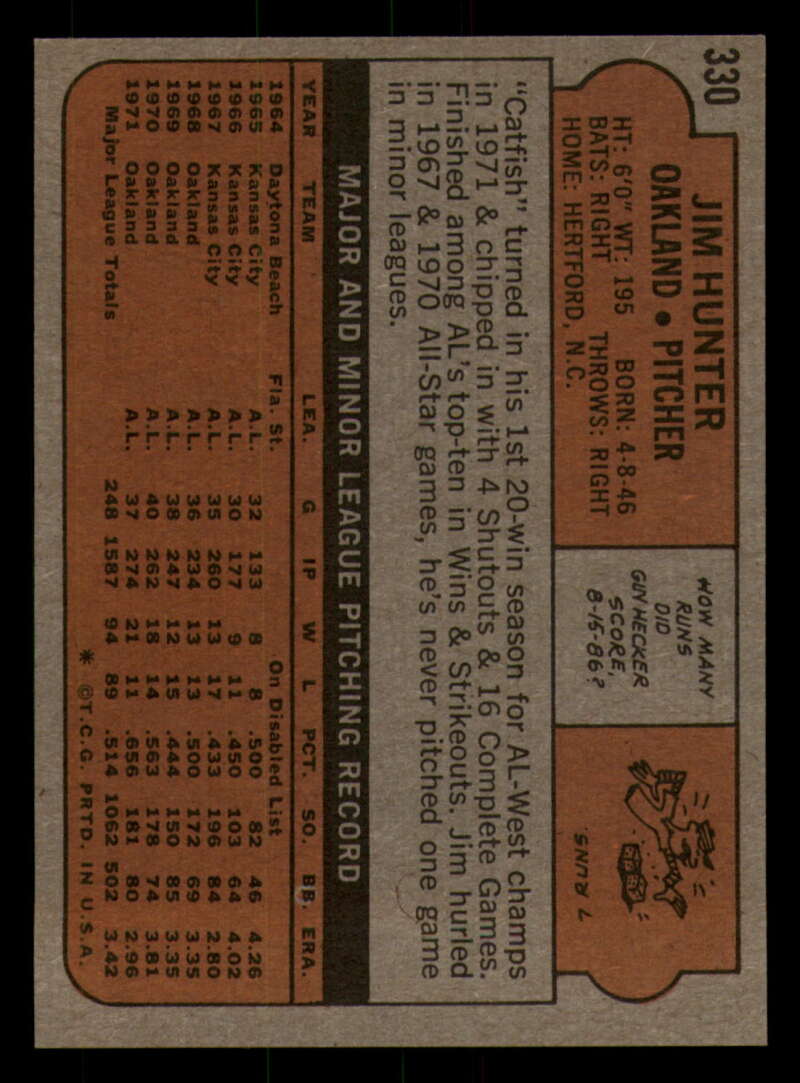 330
JIM HUNTER
OAKLAND • PITCHER
HT: 6'0" WT: 195 BORN: 4-8-46
BATS: RIGHT THROWS: RIGHT
HOME: HERTFORD, N.C.
HOW MANY
RUNS
DID
GUY HECKER
SCORE,
8-15-86?
7 RUNS
"Catfish" turned in his 1st 20-win season for AL-West champs
in 1971 & chipped in with 4 Shutouts & 16 Complete Games.
Finished among AL's top-ten in Wins & Strikeouts. Jim hurled
in 1967 & 1970 All-Star games, he's never pitched one game
in minor leagues.
MAJOR AND MINOR LEAGUE PITCHING RECORD
YEAR TEAM LEA. G IP W L PCT. SO. BB. ERA.
1964 Daytona Beach Fla. St. On Disabled List
1965 Kansas City A.L. 32 133 8 8 .500 82 46 4.26
1966 Kansas City A.L. 30 177 9 11 .450 103 64 4.02
1967 Kansas City A.L. 35 260 13 17 .433 196 84 2.80
1968 Oakland A.L. 36 234 13 13 .500 172 69 3.35
1969 Oakland A.L. 38 247 12 15 .444 150 85 3.35
1970 Oakland A.L. 40 262 18 14 .563 178 74 3.81
1971 Oakland A.L. 37 274 21 11 .656 181 80 2.96
Major League Totals 248 1587 94 89 .514 1062 502 3.42
* ©T.C.G. PRTD. IN U.S.A.